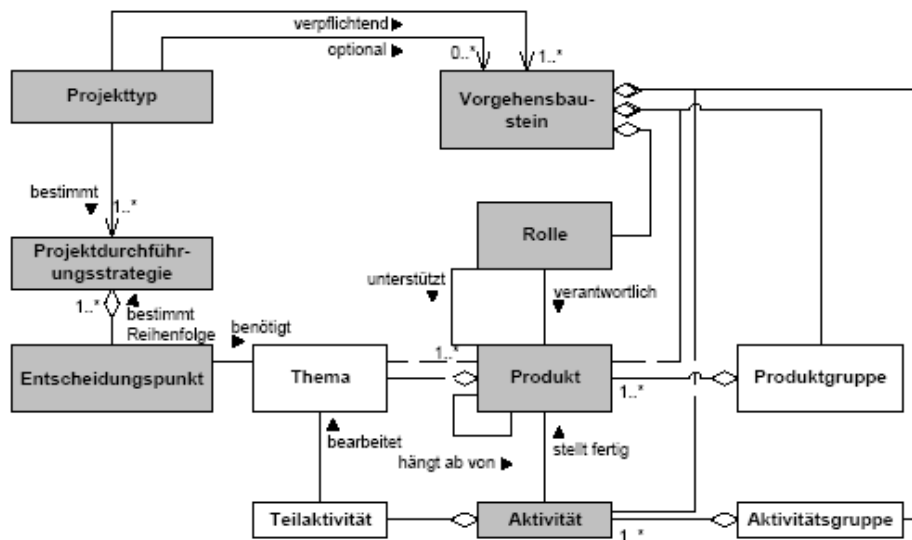 verpflichtend
optional
0..*
1..*
Projekttyp
Vorgehensbau-
stein
bestimmt
1..*
Projektdurchführ-
ungsstrategie
Rolle
unterstützt
verantwortlich
1..*
bestimmt
Reihenfolge
benötigt
1..*
Entscheidungspunkt
Thema
Produkt
1..*
Produktgruppe
bearbeitet
hängt ab von
stellt fertig
Teilaktivität
Aktivität
1..*
Aktivitätsgruppe